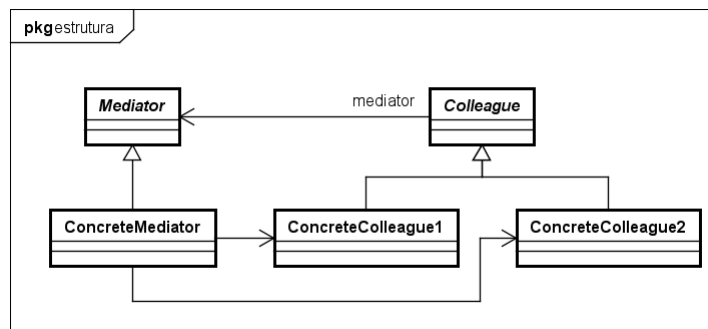 pkg estrutura
mediator
Mediator
Colleague
ConcreteMediator
ConcreteColleague1
ConcreteColleague2